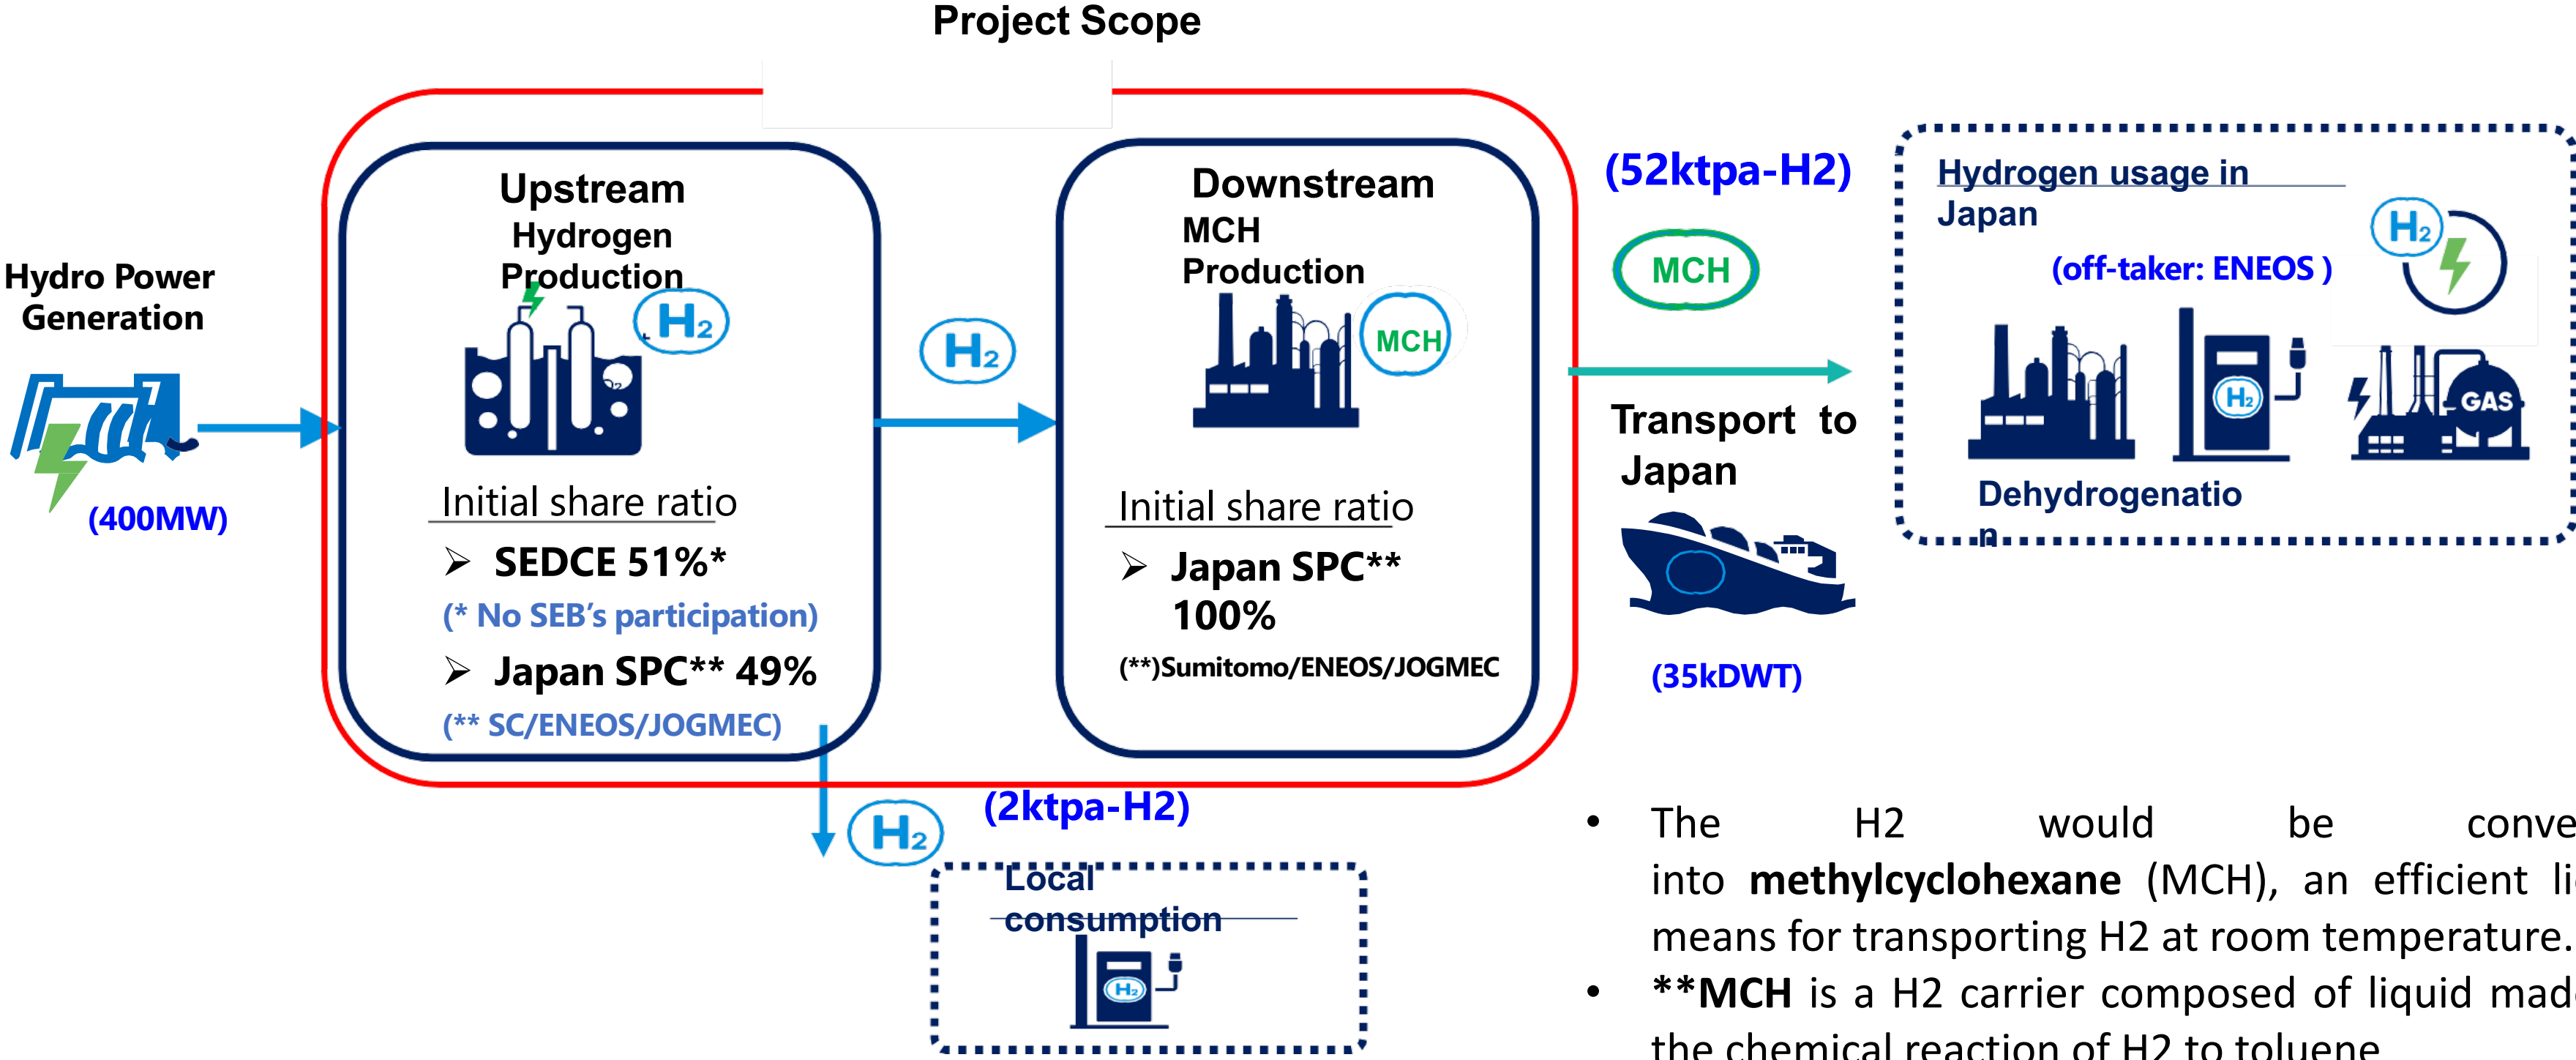 Project Scope
Hydro Power
Generation
(400MW)
Upstream
Hydrogen
Production
H2
O2
Initial share ratio
➢ SEDCE 51%*
(* No SEB’s participation)
➢ Japan SPC** 49%
(** SC/ENEOS/JOGMEC)
H2
Downstream
MCH
Production
MCH
Initial share ratio
➢ Japan SPC**
100%
(**)Sumitomo/ENEOS/JOGMEC
(52ktpa-H2)
MCH
Transport to
Japan
(35kDWT)
Hydrogen usage in
Japan
H2
(off-taker: ENEOS )
H2
GAS
Dehydrogenatio
n
H2
(2ktpa-H2)
Local
consumption
H2
• The H2 would be conve
into methylcyclohexane (MCH), an efficient li
means for transporting H2 at room temperature.
• **MCH is a H2 carrier composed of liquid mad
the chemical reaction of H2 to toluene